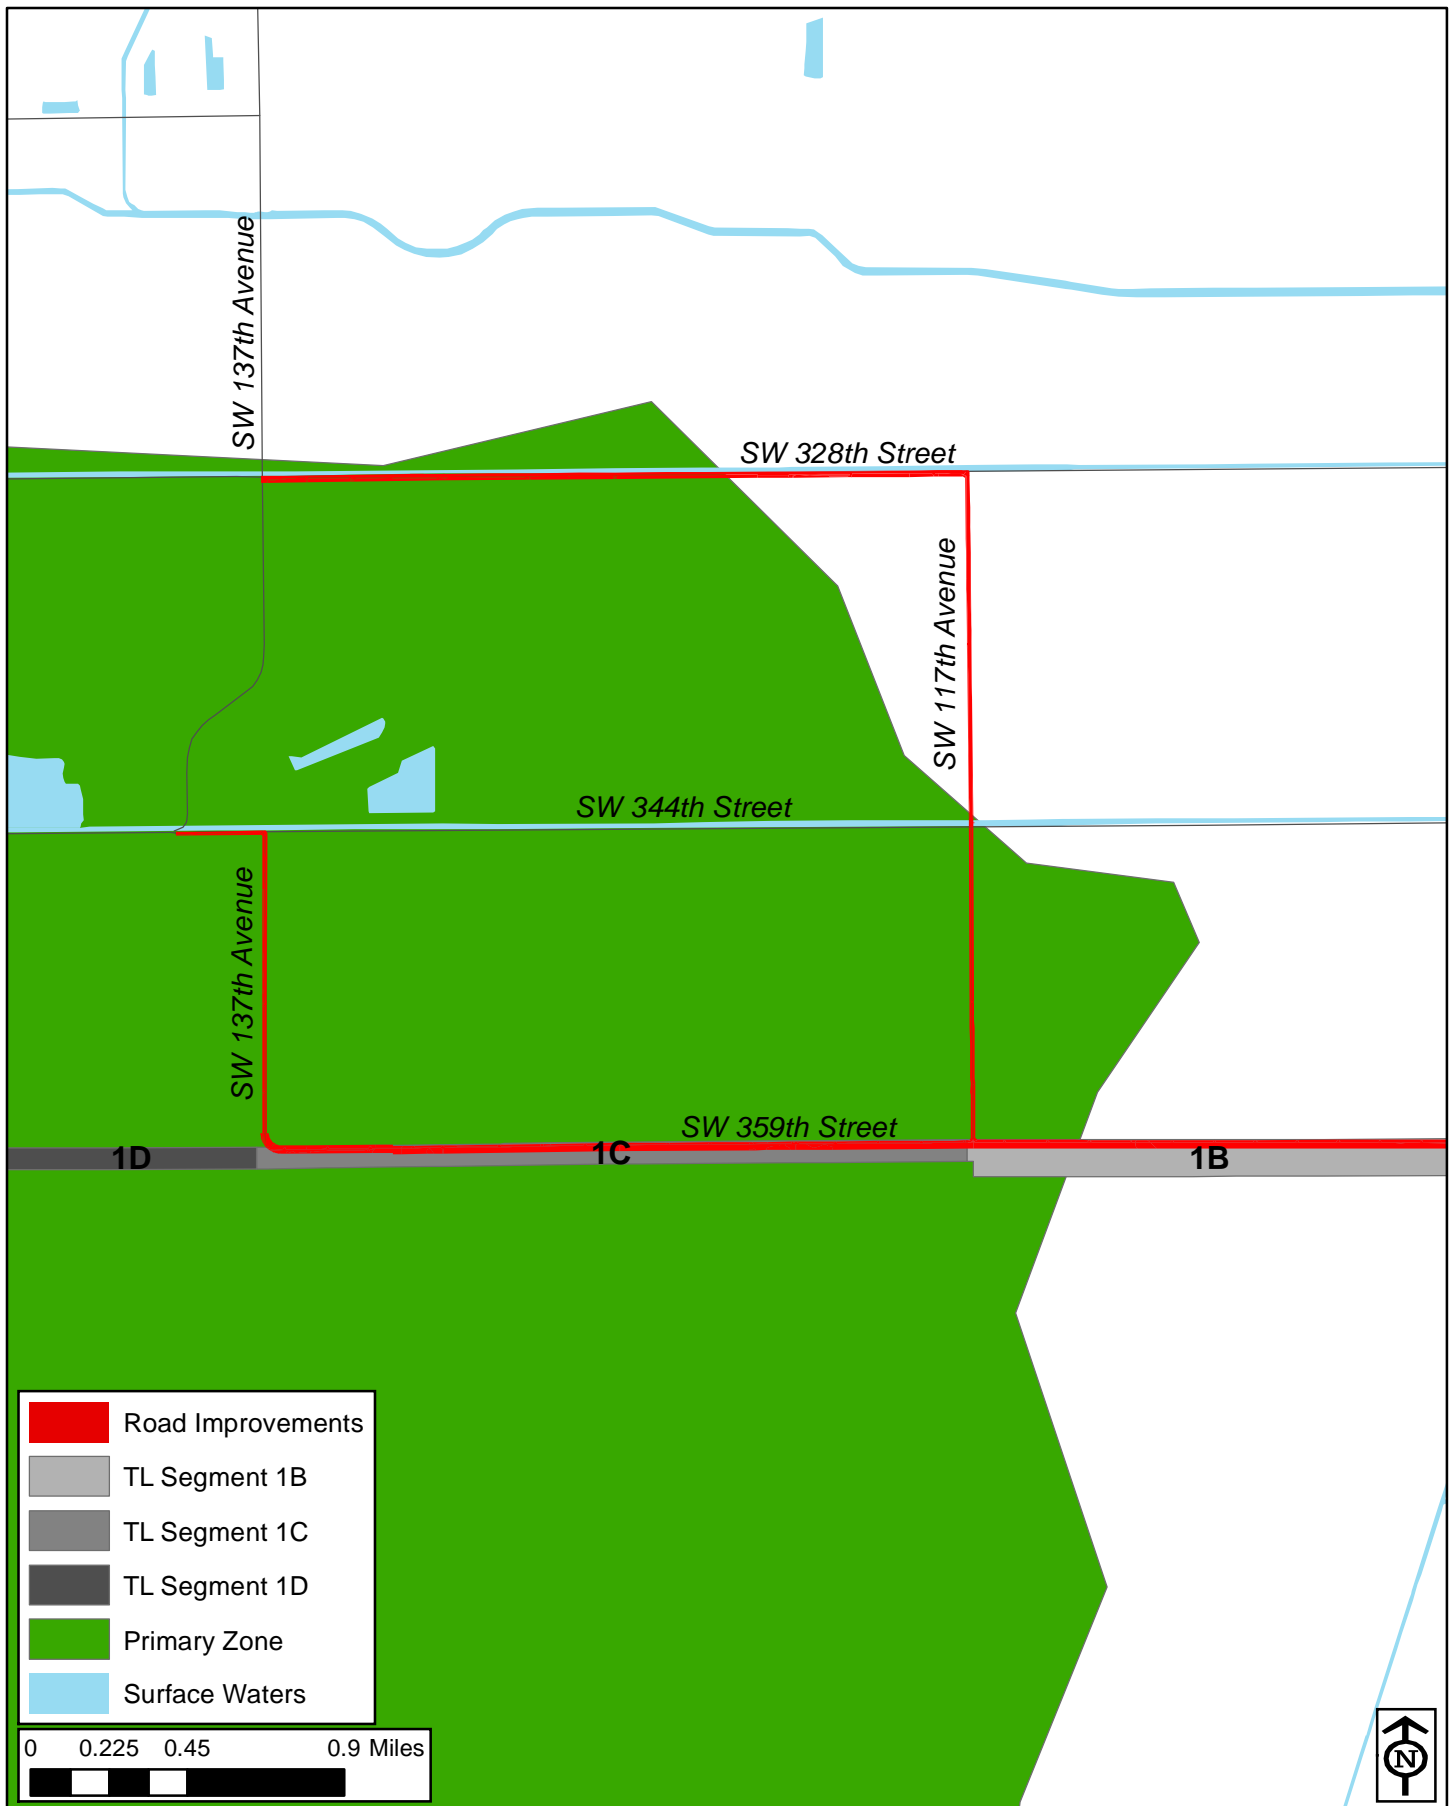 SW 137th Avenue
SW 328th Street
SW 117th Avenue
SW 344th Street
SW 137th Avenue
SW 359th Street
1D
1C
1B
Road Improvements
TL Segment 1B
TL Segment 1C
TL Segment 1D
Primary Zone
Surface Waters
0 0.225 0.45 0.9 Miles
N